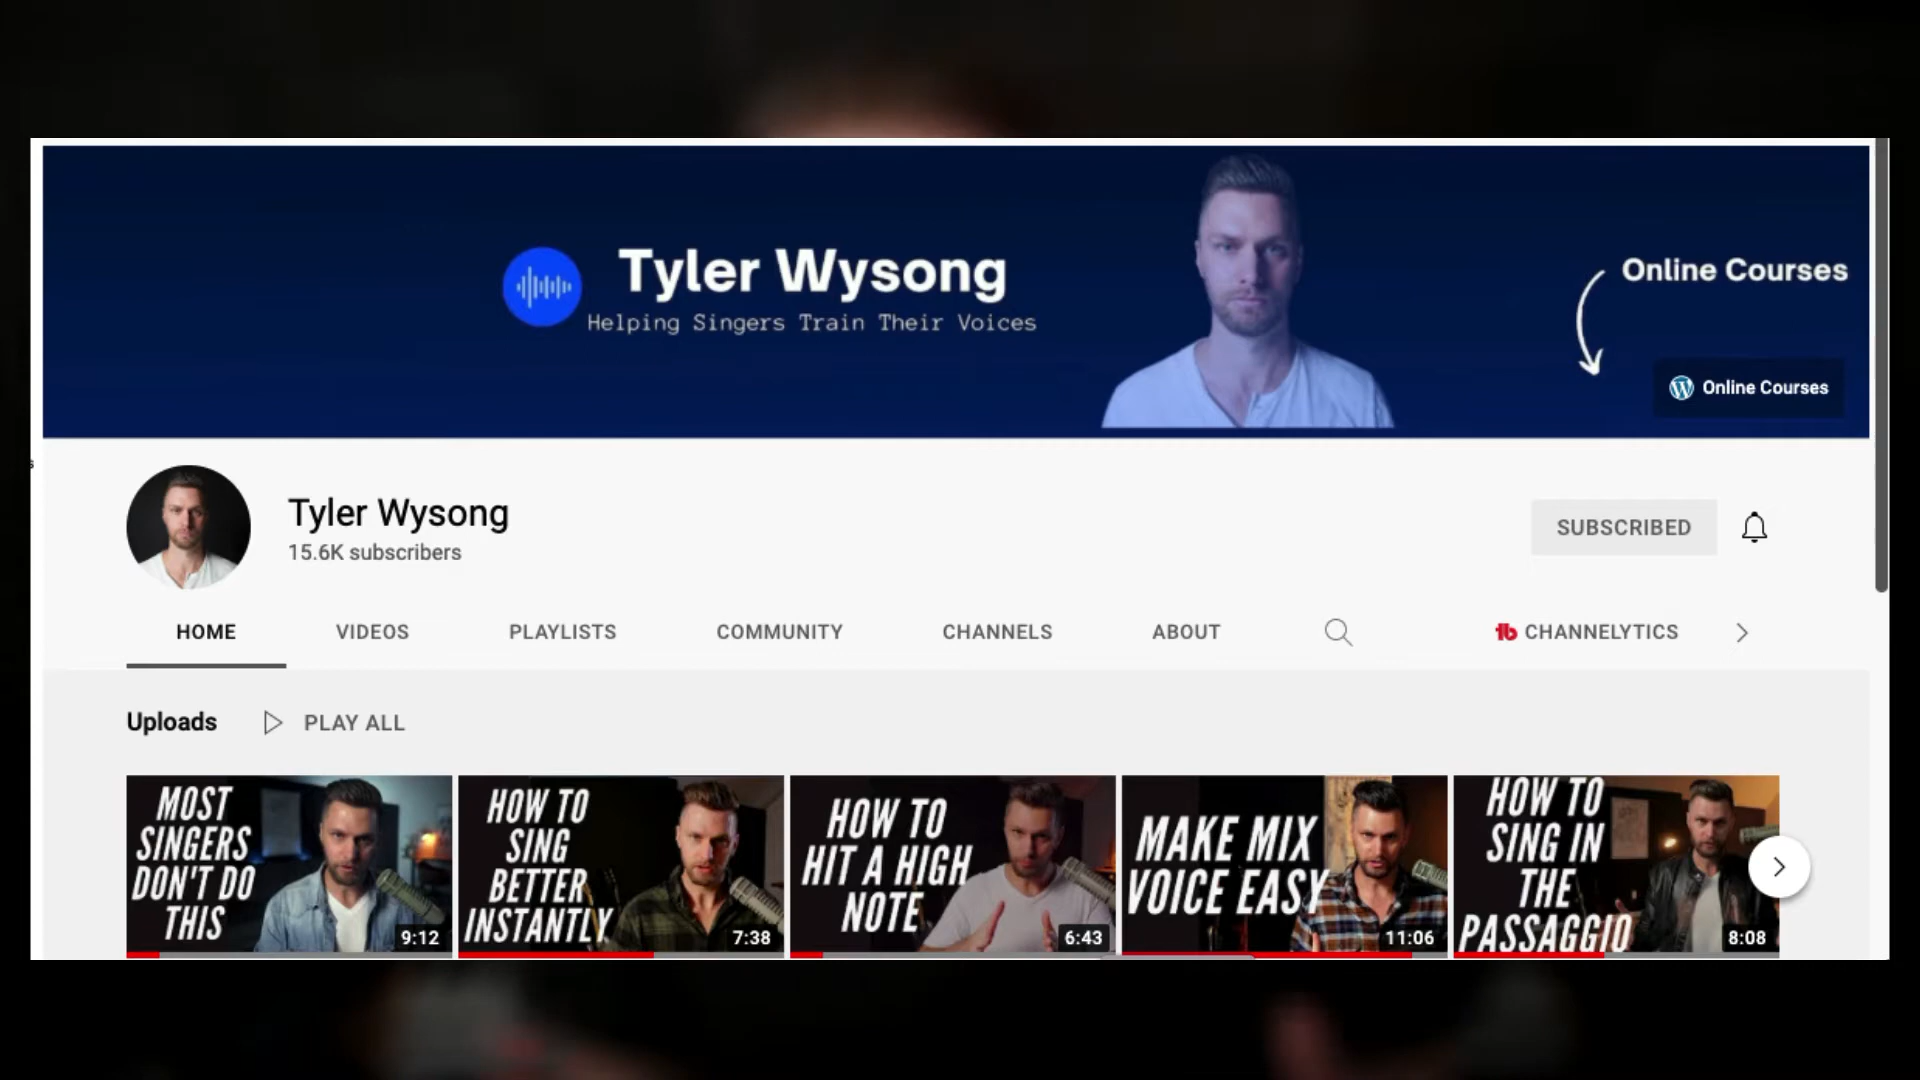 Tyler Wysong
Helping Singers Train Their Voices
Online Courses
Online Courses
Tyler Wysong
15.6K subscribers
SUBSCRIBED
HOME
VIDEOS
PLAYLISTS
COMMUNITY
CHANNELS
ABOUT
CHANNELYTICS
Uploads
PLAY ALL
MOST
SINGERS
DON'T DO
THIS
9:12
HOW TO
SING
BETTER
INSTANTLY
7:38
HOW TO
HIT A HIGH
NOTE
6:43
MAKE MIX
VOICE EASY
11:06
HOW TO
SING IN
THE
PASSAGGIO
8:08